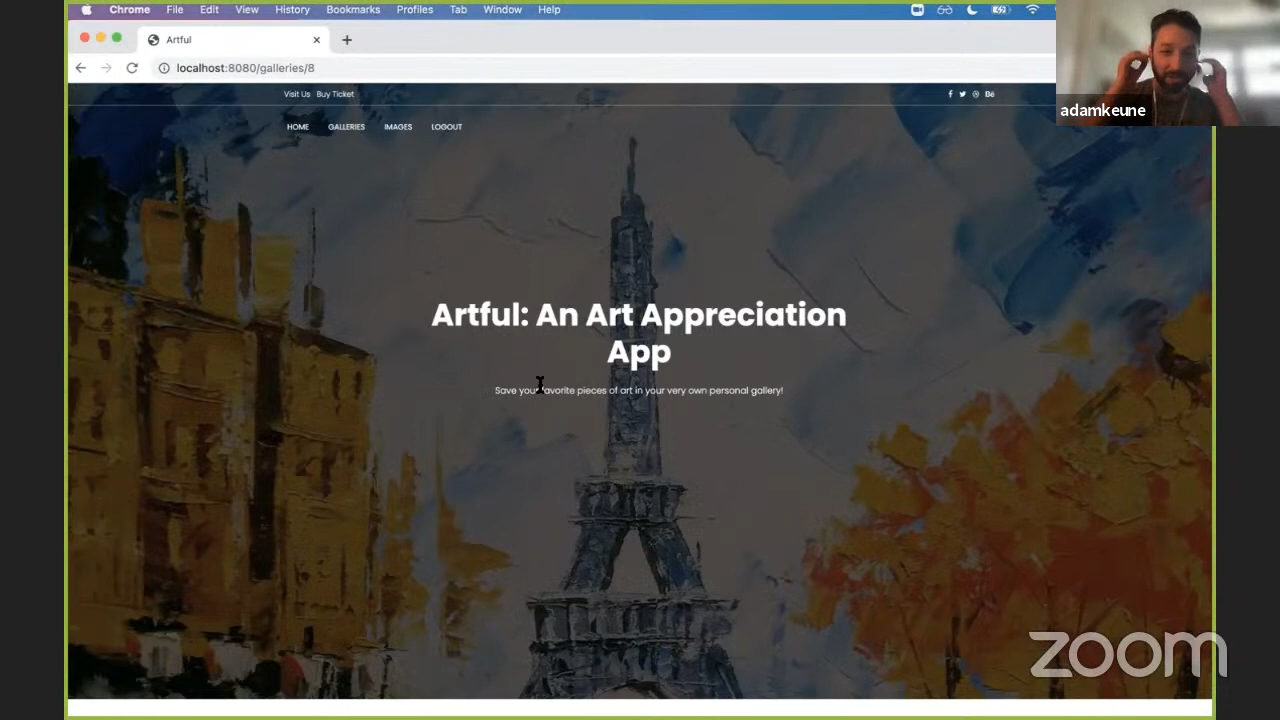 Chrome File Edit View History Bookmarks Profiles Tab Window Help
Artful
localhost:8080/galleries/8
adamkeune
Visit Us Buy Ticket
Bē
HOME GALLERIES IMAGES LOGOUT
Artful: An Art Appreciation
App
Save your favorite pieces of art in your very own personal gallery!
zoom